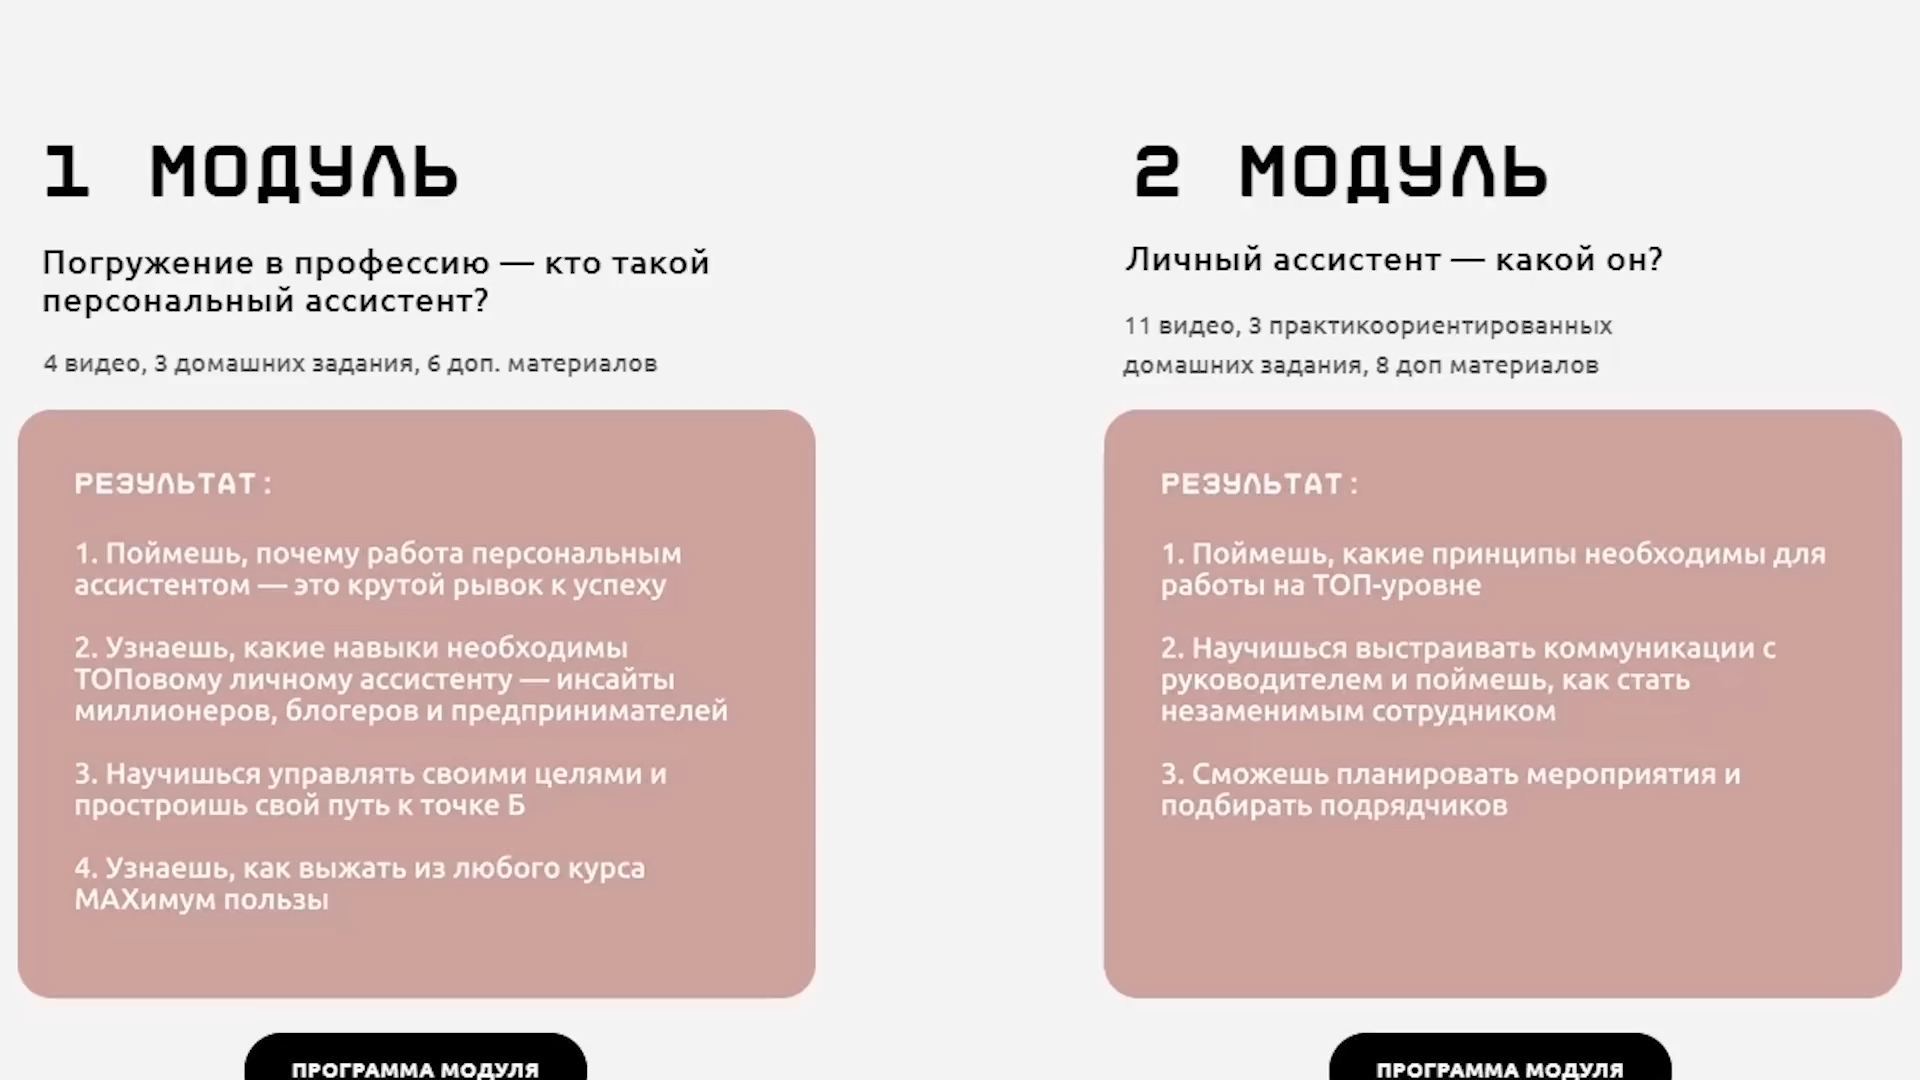 1 МОДУЛЬ
Погружение в профессию — кто такой
персональный ассистент?
4 видео, 3 домашних задания, 6 доп. материалов
РЕЗУЛЬТАТ:
1. Поймешь, почему работа персональным
ассистентом — это крутой рывок к успеху
2. Узнаешь, какие навыки необходимы
ТОПовому личному ассистенту — инсайты
миллионеров, блогеров и предпринимателей
3. Научишься управлять своими целями и
простроишь свой путь к точке Б
4. Узнаешь, как выжать из любого курса
МАХимум пользы
ПРОГРАММА МОДУЛЯ
2 МОДУЛЬ
Личный ассистент — какой он?
11 видео, 3 практикоориентированных
домашних задания, 8 доп материалов
РЕЗУЛЬТАТ:
1. Поймешь, какие принципы необходимы для
работы на ТОП-уровне
2. Научишься выстраивать коммуникации с
руководителем и поймешь, как стать
незаменимым сотрудником
3. Сможешь планировать мероприятия и
подбирать подрядчиков
ПРОГРАММА МОДУЛЯ